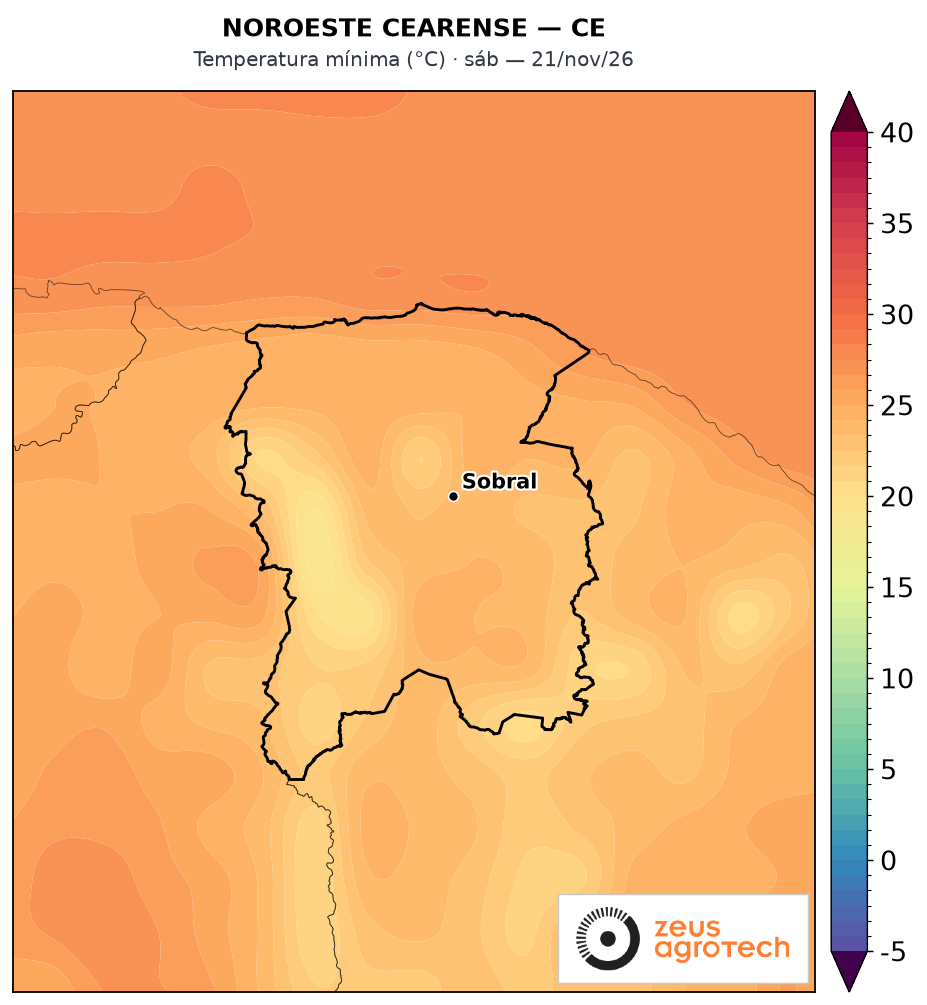 NOROESTE CEARENSE — CE
Temperatura mínima (°C) · sáb — 21/nov/26
40
35
30
25
20
15
10
5
0
-5
Sobral
zeus
agrotech